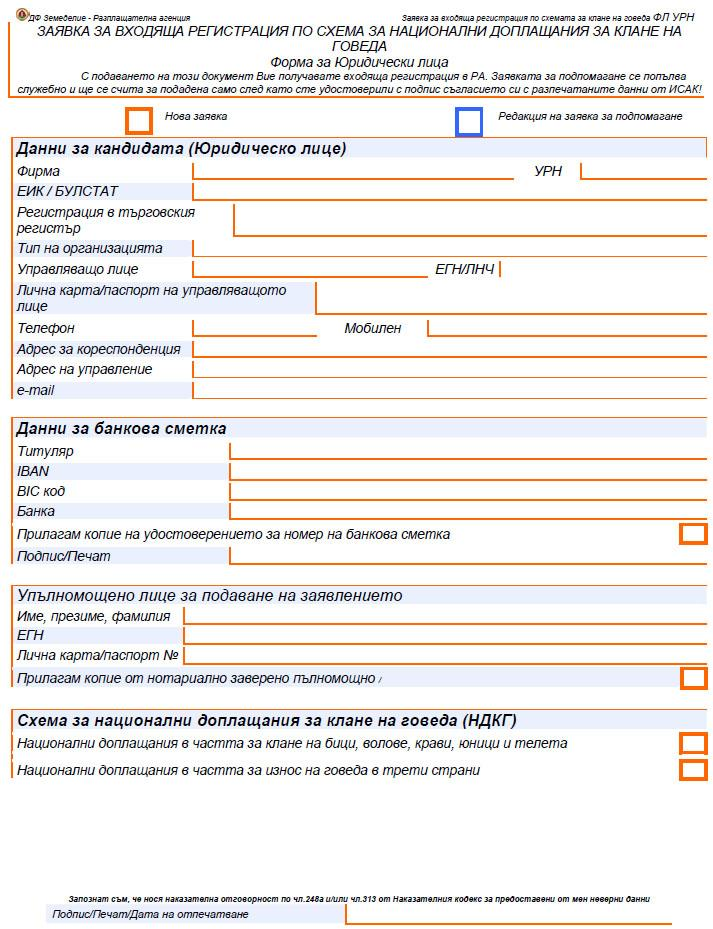 ДФ Земеделие - Разплащателна агенция Заявка за входяща регистрация по схемата за клане на говеда ФЛ УРН
ЗАЯВКА ЗА ВХОДЯЩА РЕГИСТРАЦИЯ ПО СХЕМА ЗА НАЦИОНАЛНИ ДОПЛАЩАНИЯ ЗА КЛАНЕ НА
ГОВЕДА
Форма за Юридически лица
С подаването на този документ Вие получавате входяща регистрация в РА. Заявката за подпомагане се попълва
служебно и ще се счита за подадена само след като сте удостоверили с подпис съгласието си с разпечатаните данни от ИСАК!
Нова заявка Редакция на заявка за подпомагане
Данни за кандидата (Юридическо лице)
Фирма УРН
ЕИК / БУЛСТАТ
Регистрация в търговския
регистър
Тип на организацията
Управляващо лице ЕГН/ЛНЧ
Лична карта/паспорт на управляващото
лице
Телефон Мобилен
Адрес за кореспонденция
Адрес на управление
e-mail
Данни за банкова сметка
Титуляр
IBAN
BIC код
Банка
Прилагам копие на удостоверението за номер на банкова сметка
Подпис/Печат
Упълномощено лице за подаване на заявлението
Име, презиме, фамилия
ЕГН
Лична карта/паспорт №
Прилагам копие от нотариално заверено пълномощно /
Схема за национални доплащания за клане на говеда (НДКГ)
Национални доплащания в частта за клане на бици, волове, крави, юници и телета
Национални доплащания в частта за износ на говеда в трети страни
Запознат съм, че нося наказателна отговорност по чл.248а и/или чл.313 от Наказателния кодекс за предоставени от мен неверни данни
Подпис/Печат/Дата на отпечатване